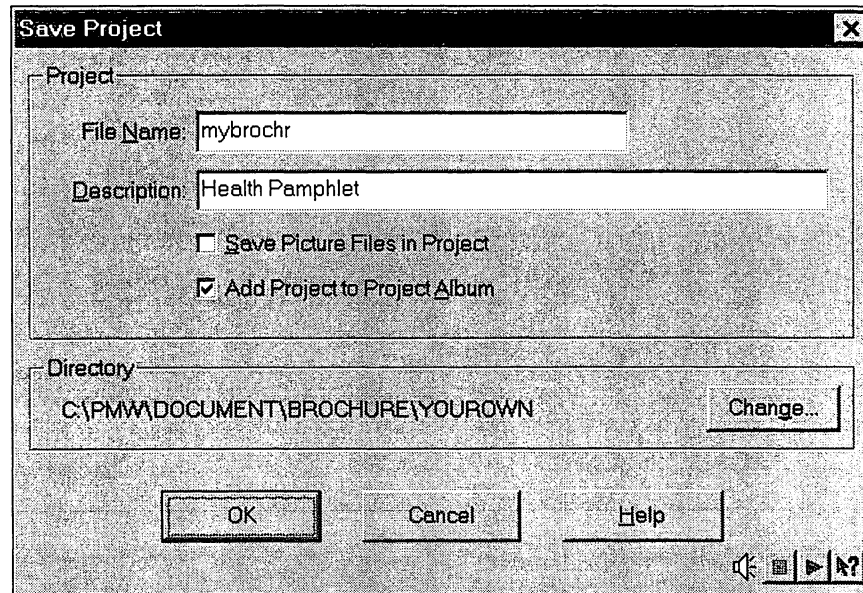 Save Project
Project
File Name: mybrochr
Description: Health Pamphlet
Save Picture Files in Project
Add Project to Project Album
Directory
C:\PMW\DOCUMENT\BROCHURE\YOUROWN Change...
OK Cancel Help
?